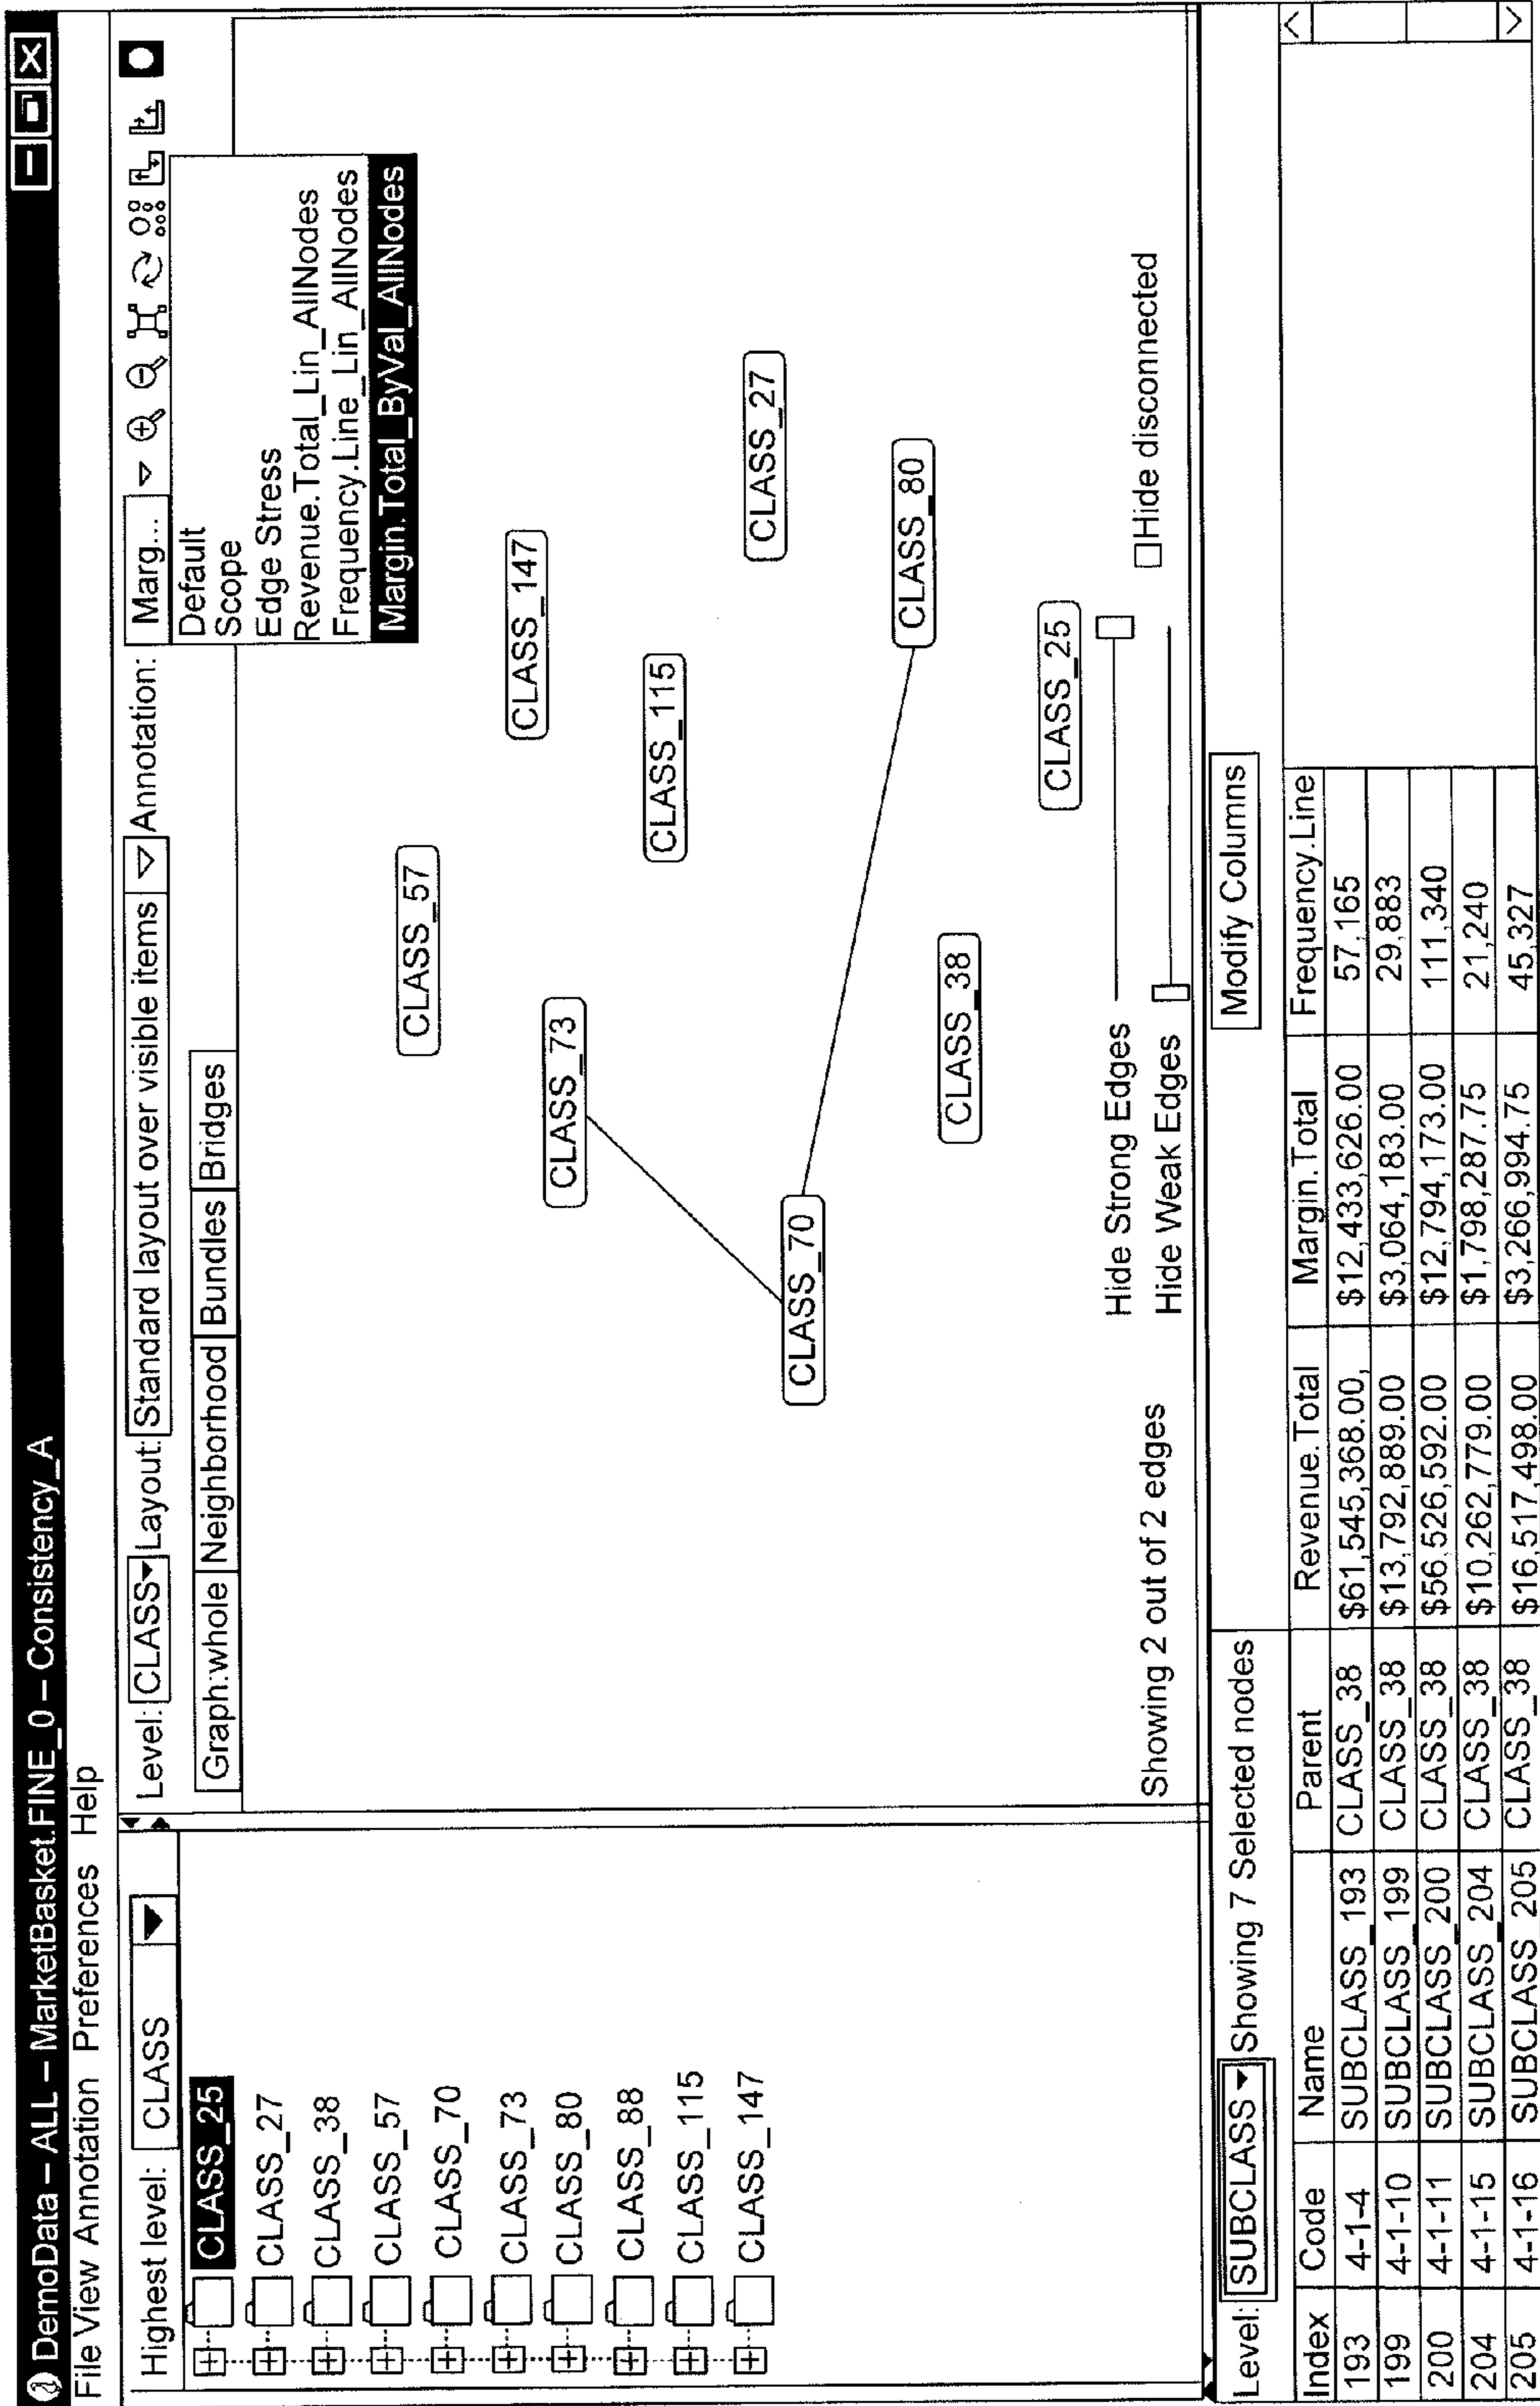 DemoData – ALL – MarketBasket.FINE_0 – Consistency_A
File View Annotation Preferences Help
Highest level: CLASS
CLASS_25
CLASS_27
CLASS_38
CLASS_57
CLASS_70
CLASS_73
CLASS_80
CLASS_88
CLASS_115
CLASS_147
Level: CLASS Layout: Standard layout over visible items Annotation: Marg...
Default
Scope
Edge Stress
Revenue.Total_Lin_AllNodes
Frequency.Line_Lin_AllNodes
Margin.Total_ByVal_AllNodes
Graph:whole Neighborhood Bundles Bridges
CLASS_57
CLASS_147
CLASS_73
CLASS_115
CLASS_27
CLASS_70
CLASS_80
CLASS_38
CLASS_25
Showing 2 out of 2 edges
Hide Strong Edges
Hide Weak Edges
Hide disconnected
Level: SUBCLASS Showing 7 Selected nodes Modify Columns
Index Code Name Parent Revenue.Total Margin.Total Frequency.Line
193 4-1-4 SUBCLASS_193 CLASS_38 $61,545,368.00, $12,433,626.00 57,165
199 4-1-10 SUBCLASS_199 CLASS_38 $13,792,889.00 $3,064,183.00 29,883
200 4-1-11 SUBCLASS_200 CLASS_38 $56,526,592.00 $12,794,173.00 111,340
204 4-1-15 SUBCLASS_204 CLASS_38 $10,262,779.00 $1,798,287.75 21,240
205 4-1-16 SUBCLASS_205 CLASS_38 $16,517,498.00 $3,266,994.75 45,327